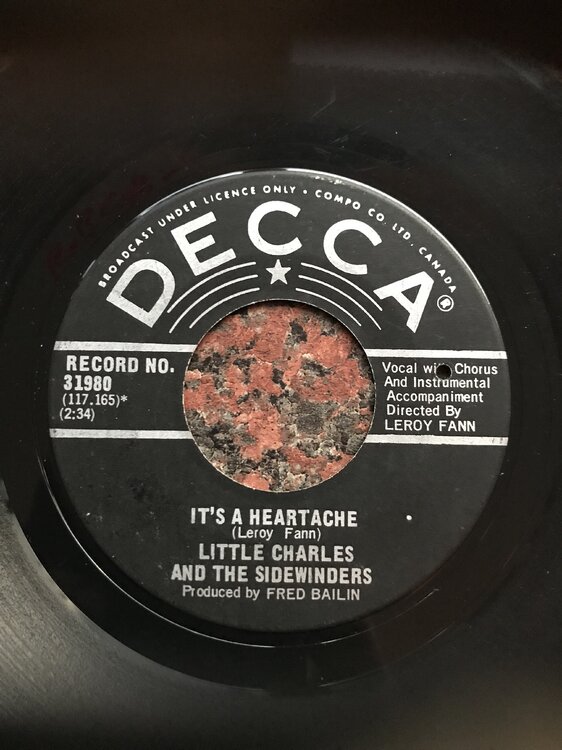 BROADCAST UNDER LICENCE ONLY • COMPO CO. LTD. CANADA
DECCA®
RECORD NO.
31980
(117.165)*
(2:34)
Vocal with Chorus
And Instrumental
Accompaniment
Directed By
LEROY FANN
IT'S A HEARTACHE
(Leroy Fann)
LITTLE CHARLES
AND THE SIDEWINDERS
Produced by FRED BAILIN